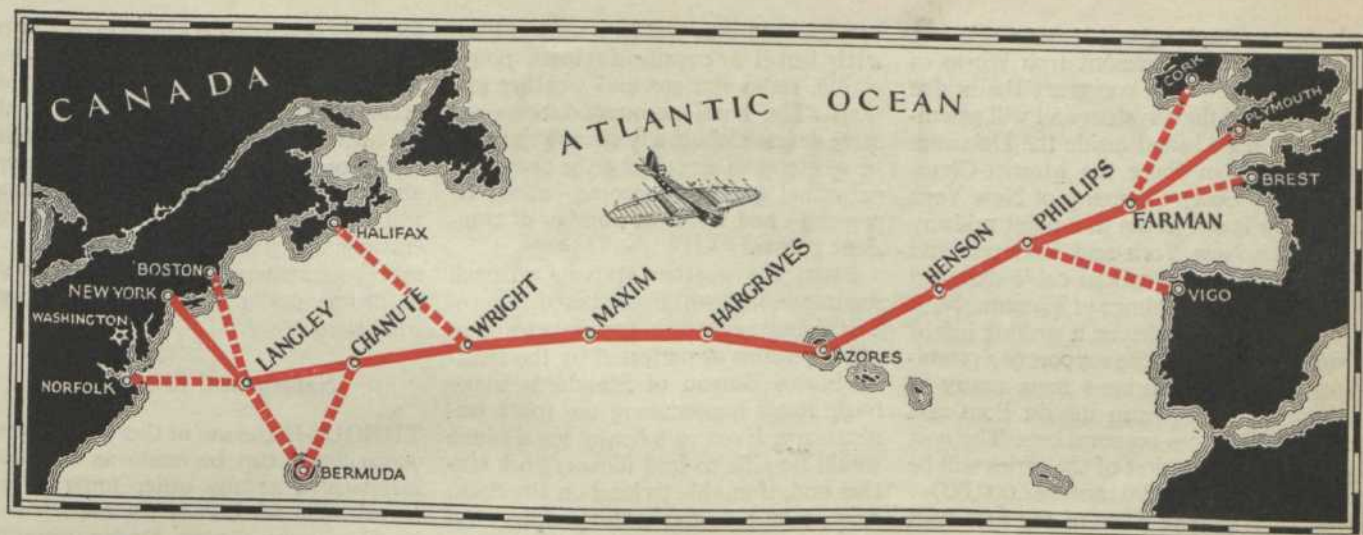 CANADA
ATLANTIC OCEAN
CORK
PLYMOUTH
BREST
HALIFAX
BOSTON
NEW YORK
WASHINGTON
NORFOLK
LANGLEY
CHANUTE
WRIGHT
MAXIM
HARGRAVES
AZORES
HENSON
PHILLIPS
FARMAN
VIGO
BERMUDA